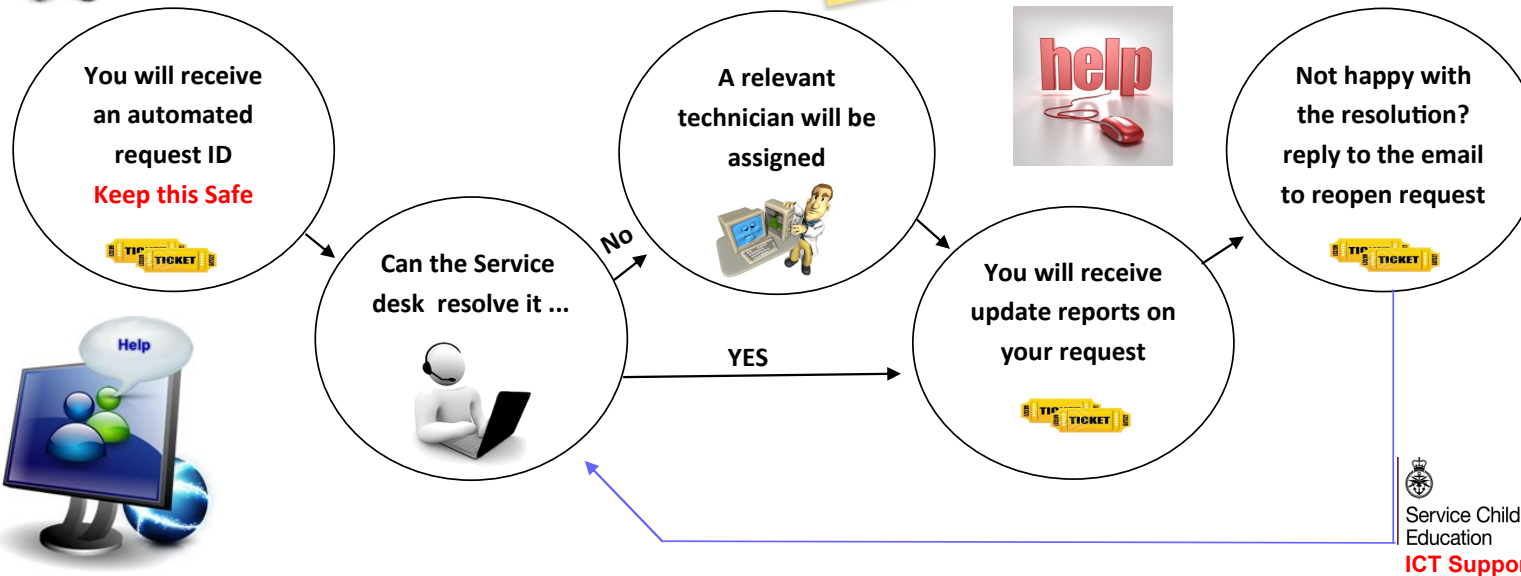 You will receive
an automated
request ID
Keep this Safe
TICKET
Can the Service
desk resolve it ...
No
YES
A relevant
technician will be
assigned
help
You will receive
update reports on
your request
TICKET
Not happy with
the resolution?
reply to the email
to reopen request
TICKET
Help
Service Child
Education
ICT Suppor